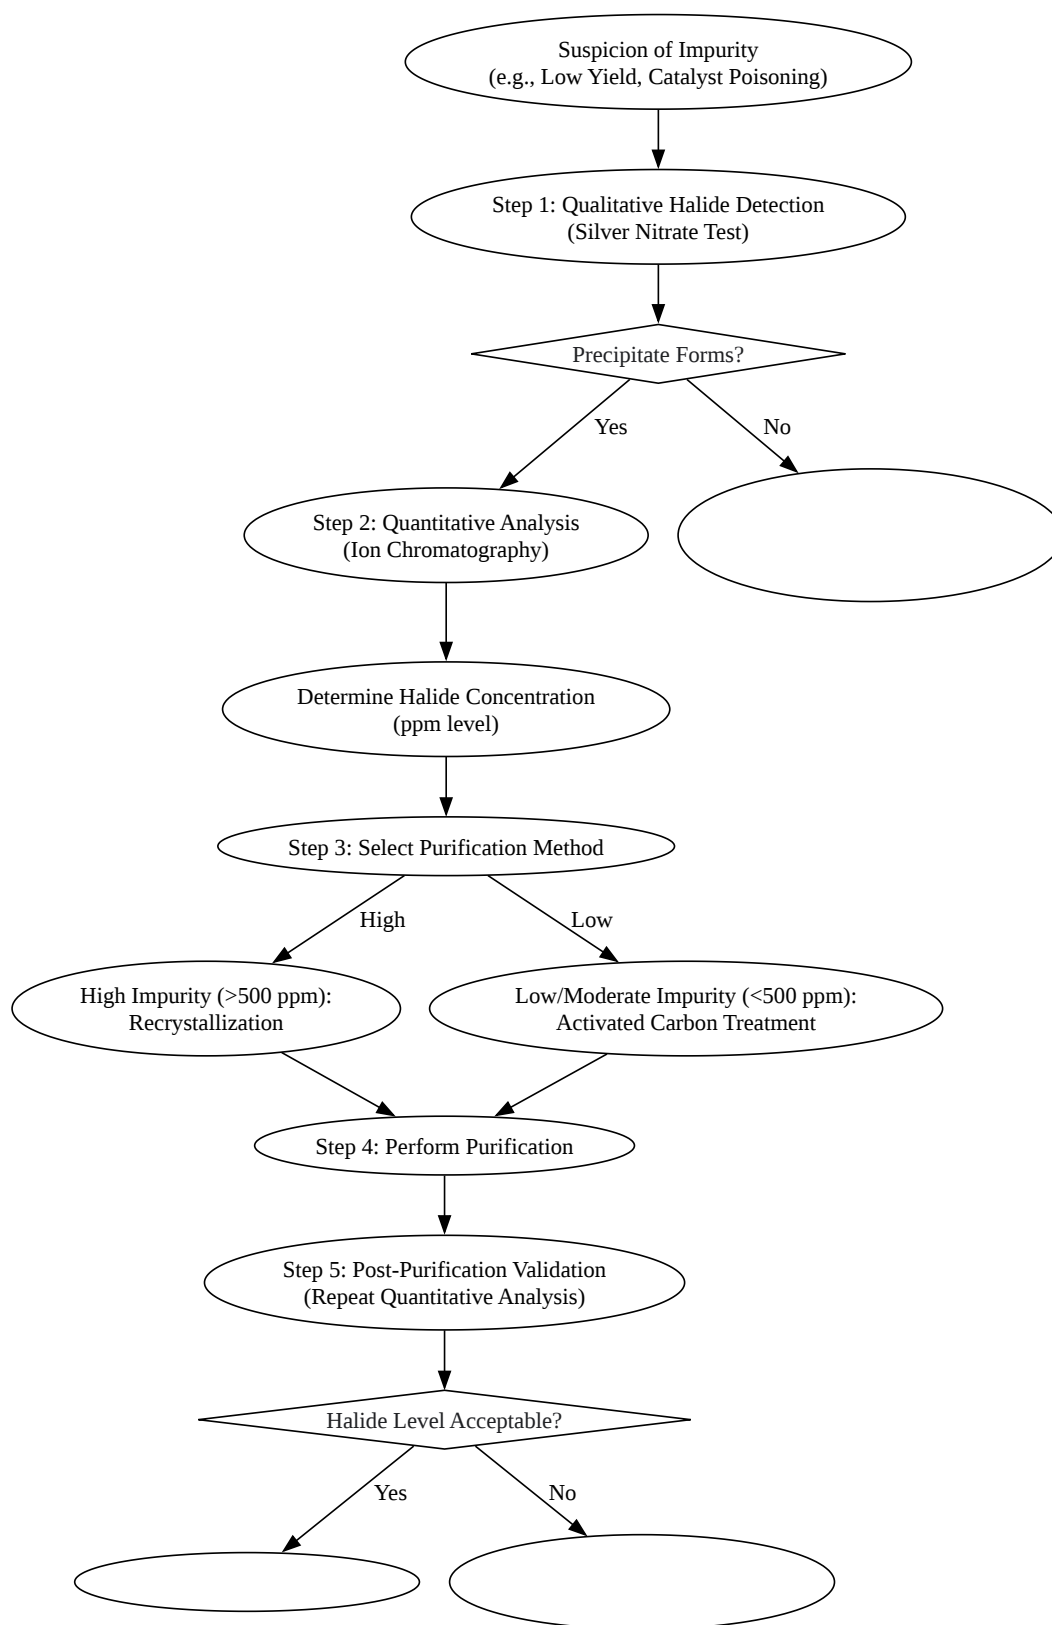 Suspicion of Impurity
(e.g., Low Yield, Catalyst Poisoning)
Step 1: Qualitative Halide Detection
(Silver Nitrate Test)
Precipitate Forms?
Yes
No
Step 2: Quantitative Analysis
(Ion Chromatography)
Determine Halide Concentration
(ppm level)
Step 3: Select Purification Method
High
Low
High Impurity (>500 ppm):
Recrystallization
Low/Moderate Impurity (<500 ppm):
Activated Carbon Treatment
Step 4: Perform Purification
Step 5: Post-Purification Validation
(Repeat Quantitative Analysis)
Halide Level Acceptable?
Yes
No